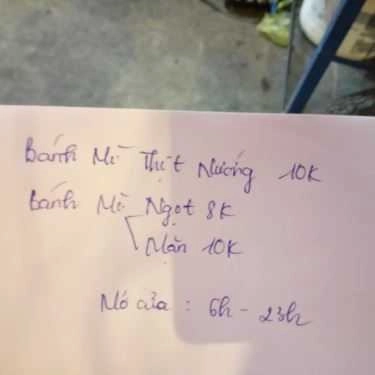 Bánh Mì Thịt Nướng 10K
Bánh Mì Ngọt 8K
Mặn 10K
Mở cửa : 6h - 23h